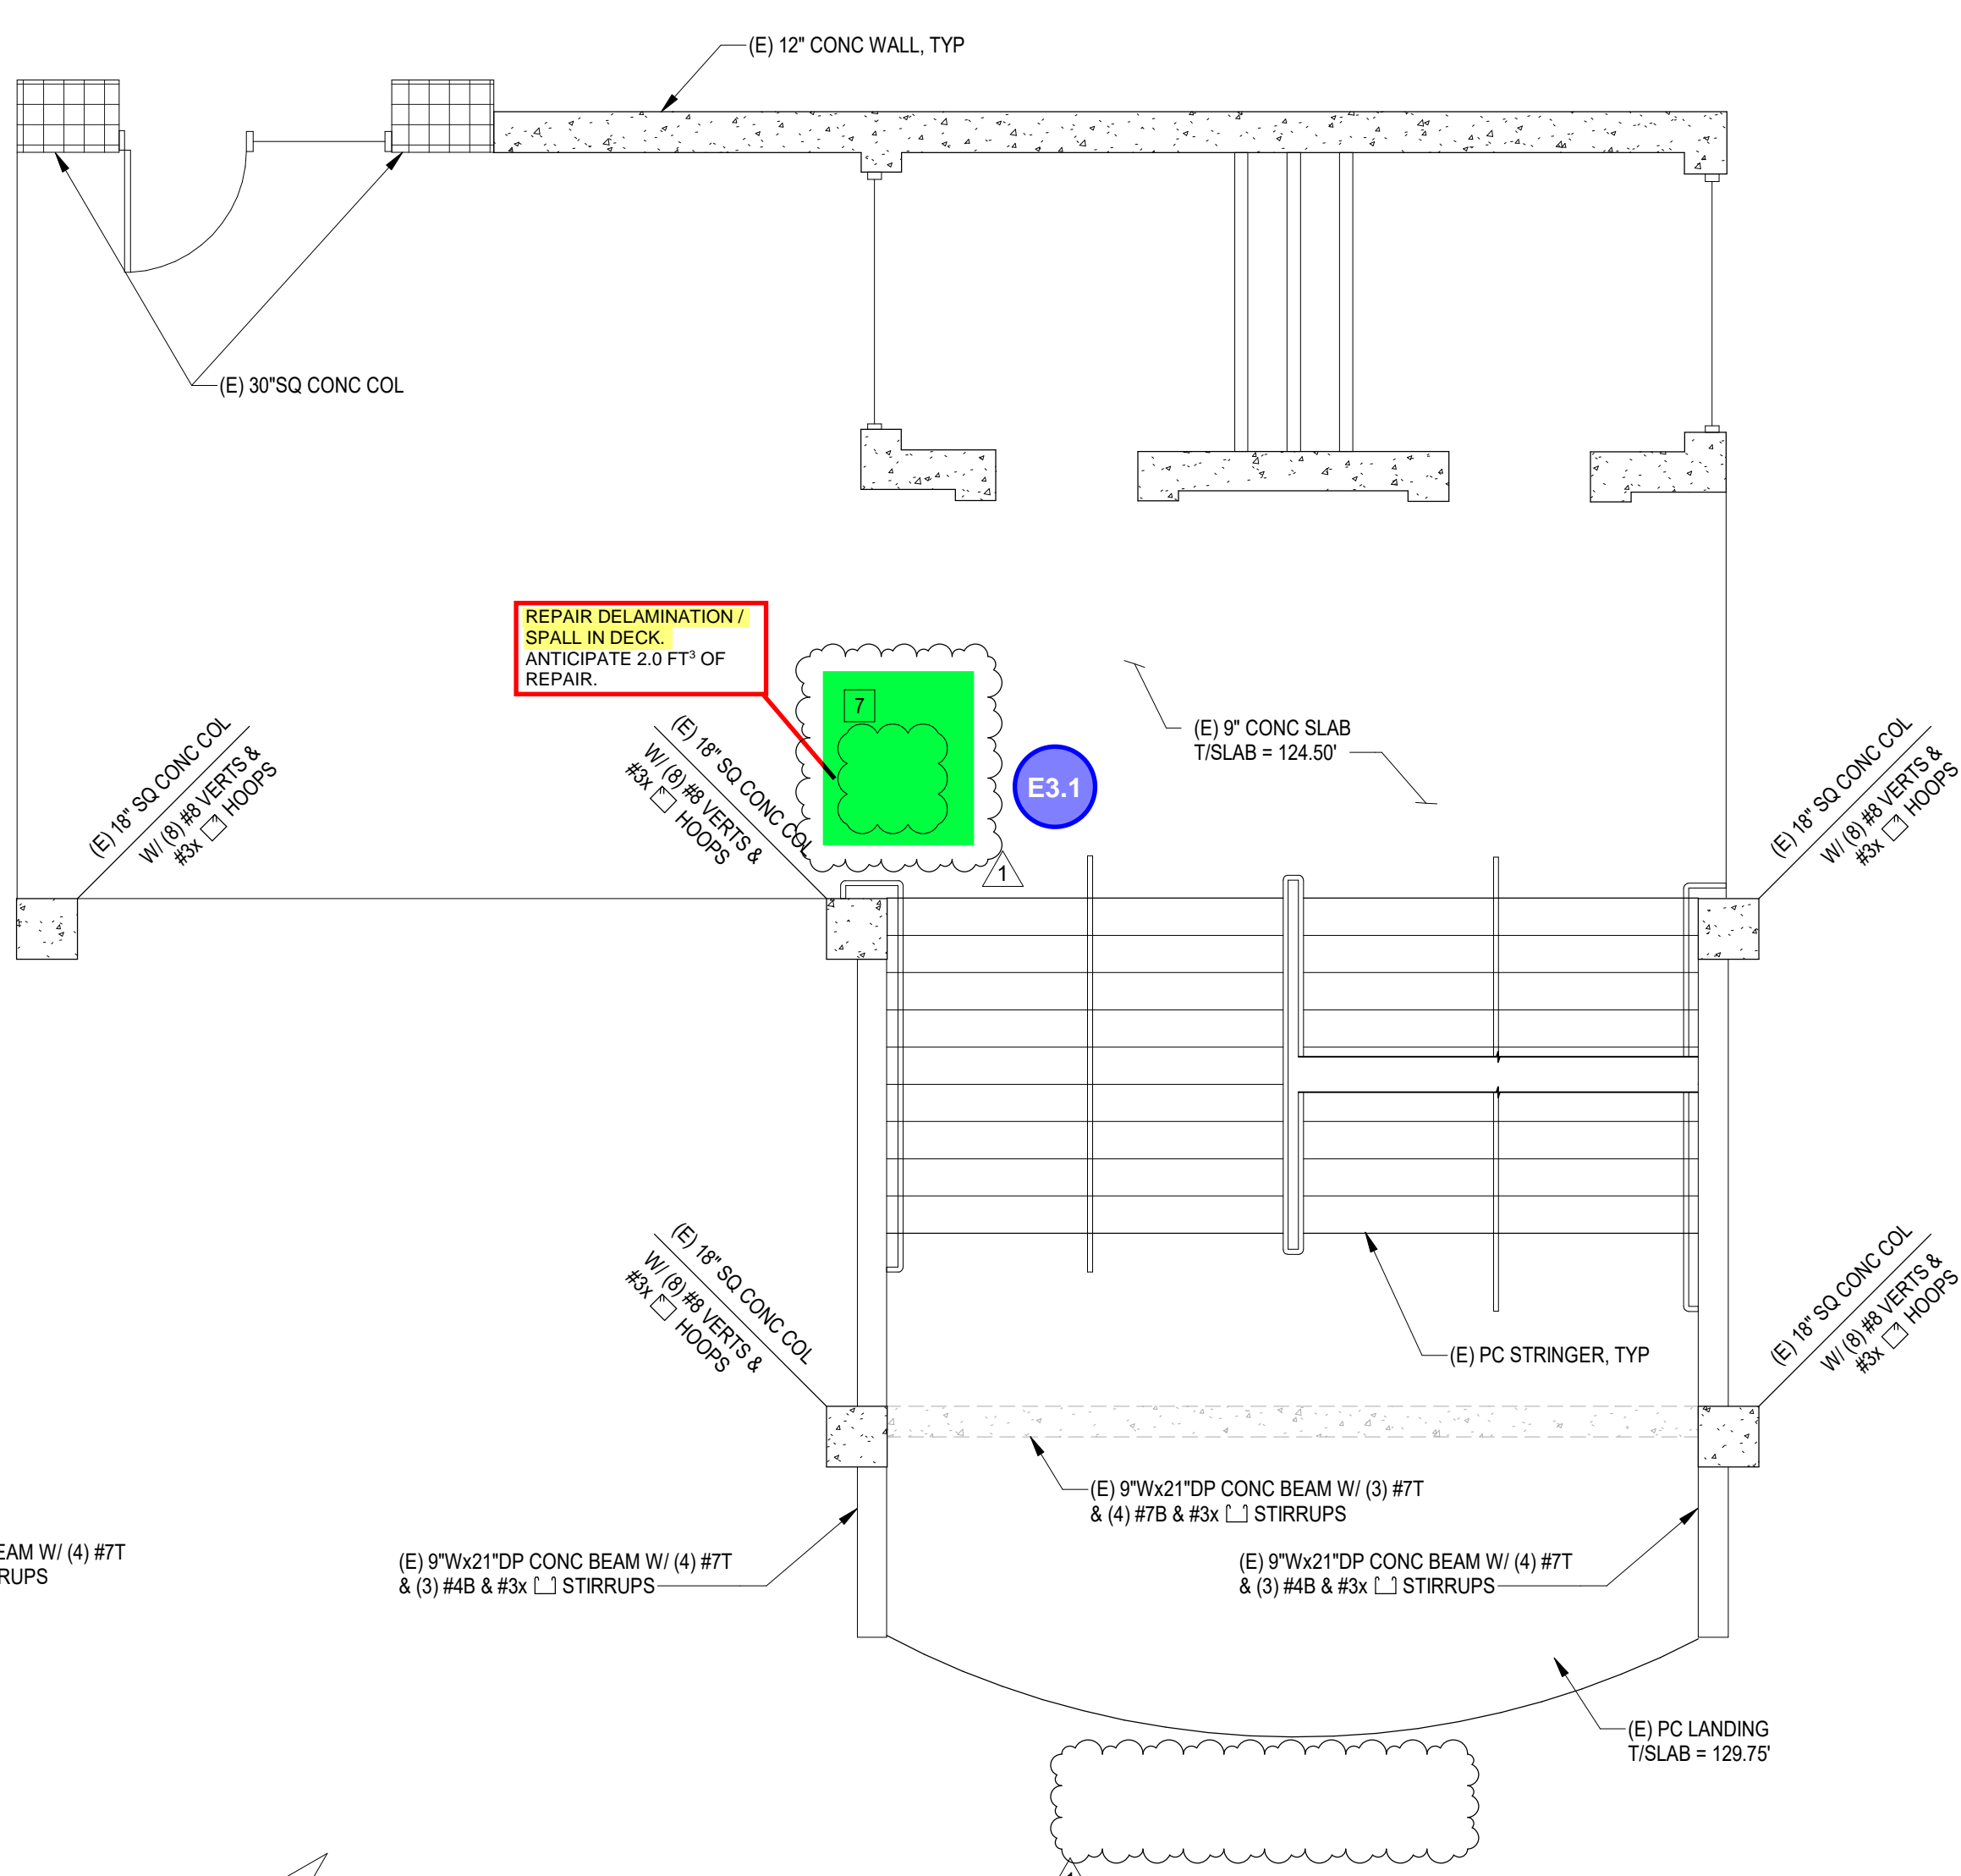 (E) 12" CONC WALL, TYP
(E) 30"SQ CONC COL
REPAIR DELAMINATION /
SPALL IN DECK.
ANTICIPATE 2.0 FT³ OF
REPAIR.
7
E3.1
1
(E) 9" CONC SLAB
T/SLAB = 124.50'
(E) 18" SQ CONC COL
W/ (8) #8 VERTS &
#3x HOOPS
(E) 18" SQ CONC COL
W/ (8) #8 VERTS &
#3x HOOPS
(E) 18" SQ CONC COL
W/ (8) #8 VERTS &
#3x HOOPS
(E) 18" SQ CONC COL
W/ (8) #8 VERTS &
#3x HOOPS
(E) 18" SQ CONC COL
W/ (8) #8 VERTS &
#3x HOOPS
(E) PC STRINGER, TYP
(E) 9"Wx21"DP CONC BEAM W/ (3) #7T
& (4) #7B & #3x STIRRUPS
EAM W/ (4) #7T
RUPS
(E) 9"Wx21"DP CONC BEAM W/ (4) #7T
& (3) #4B & #3x STIRRUPS
(E) 9"Wx21"DP CONC BEAM W/ (4) #7T
& (3) #4B & #3x STIRRUPS
(E) PC LANDING
T/SLAB = 129.75'